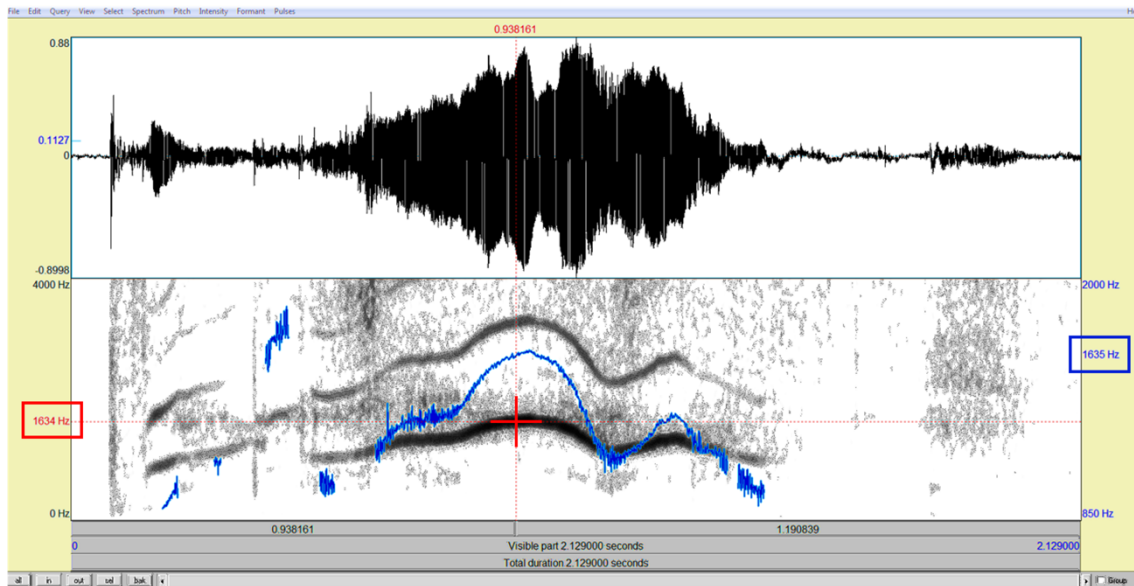 File Edit Query View Select Spectrum Pitch Intensity Formant Pulses
0.938161
0.88
0.1127
0
-0.8998
4000 Hz
2000 Hz
1635 Hz
1634 Hz
0 Hz
850 Hz
0.938161 1.190839
0 Visible part 2.129000 seconds 2.129000
Total duration 2.129000 seconds
all in out sel bak Group